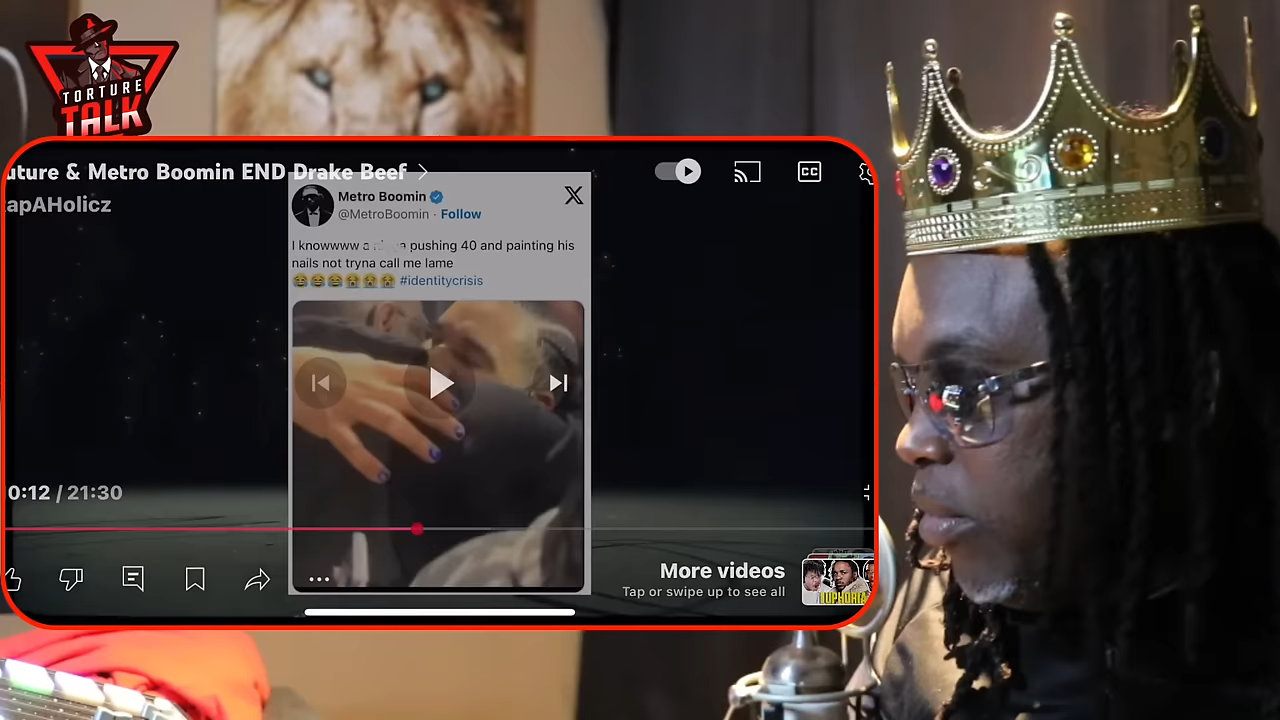 TORTURE
TALK
uture & Metro Boomin END Drake Beef
apAHolicz
CC
Metro Boomin
@MetroBoomin · Follow
I knowwww a pushing 40 and painting his
nails not tryna call me lame
😂😂😂😭😭😭 #identitycrisis
0:12 / 21:30
More videos
Tap or swipe up to see all
EUPHORIA